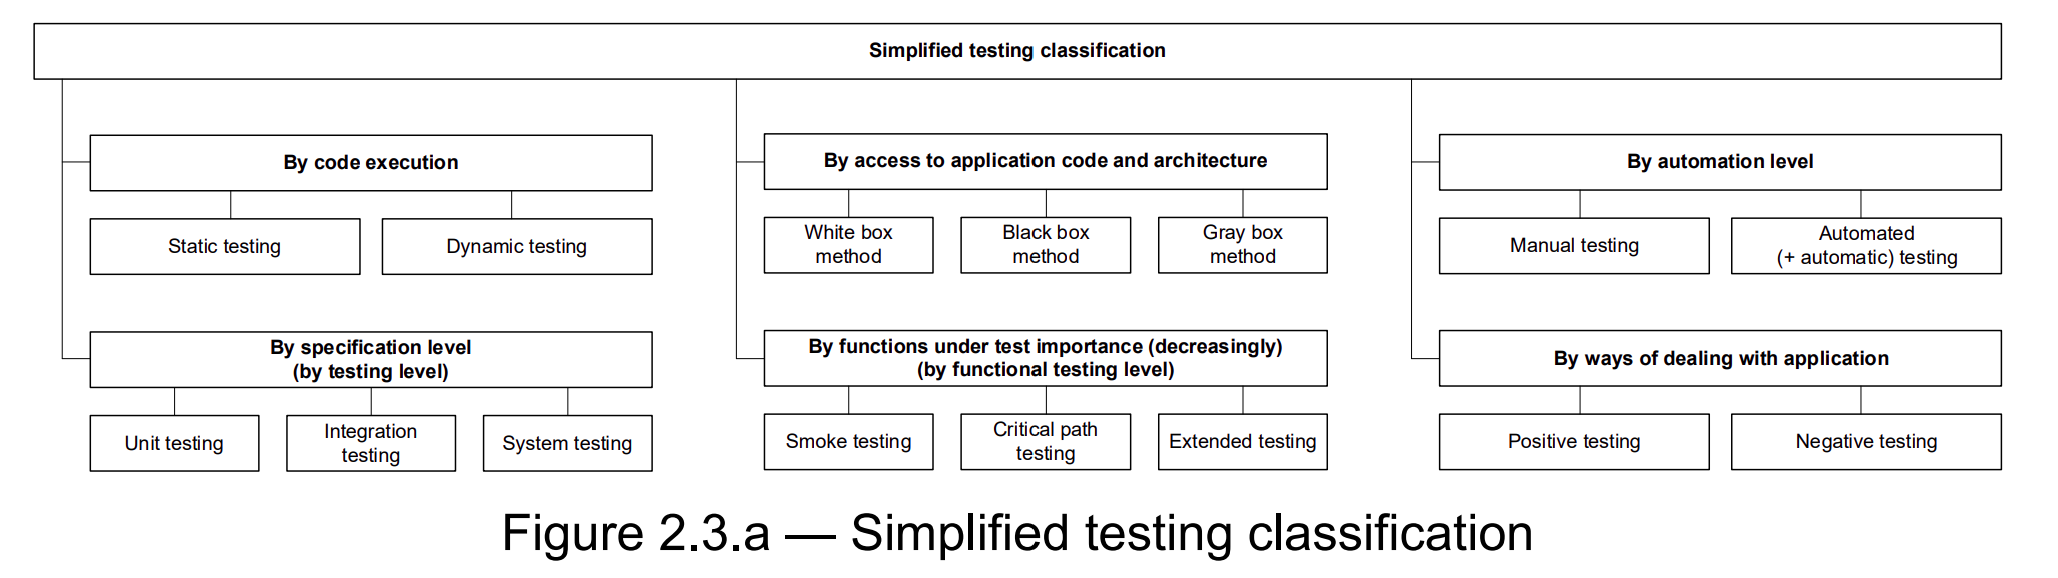 Simplified testing classification
By code execution
Static testing
Dynamic testing
By specification level
(by testing level)
Unit testing
Integration
testing
System testing
By access to application code and architecture
White box
method
Black box
method
Gray box
method
By functions under test importance (decreasingly)
(by functional testing level)
Smoke testing
Critical path
testing
Extended testing
By automation level
Manual testing
Automated
(+ automatic) testing
By ways of dealing with application
Positive testing
Negative testing
Figure 2.3.a — Simplified testing classification